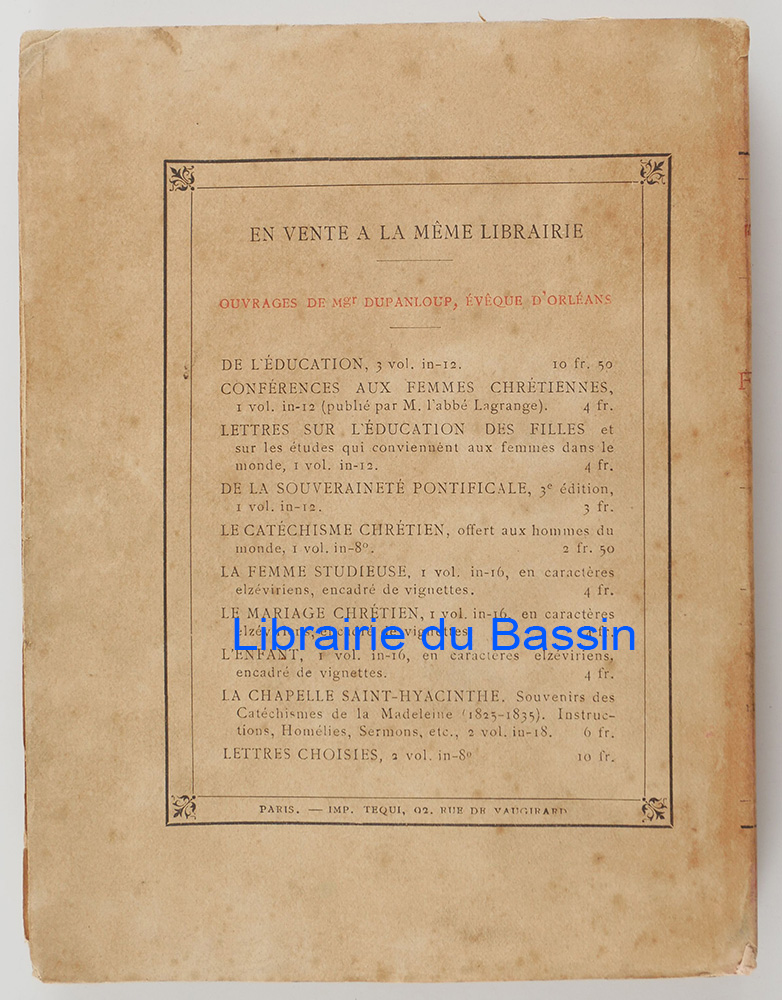 EN VENTE A LA MÊME LIBRAIRIE
OUVRAGES DE Mgr DUPANLOUP, ÉVÊQUE D'ORLÉANS
DE L'ÉDUCATION, 3 vol. in-12. 10 fr. 50
CONFÉRENCES AUX FEMMES CHRÉTIENNES,
1 vol. in-12 (publié par M. l'abbé Lagrange). 4 fr.
LETTRES SUR L'ÉDUCATION DES FILLES et
sur les études qui conviennent aux femmes dans le
monde, 1 vol. in-12. 4 fr.
DE LA SOUVERAINETÉ PONTIFICALE, 3e édition,
1 vol. in-12. 3 fr.
LE CATÉCHISME CHRÉTIEN, offert aux hommes du
monde, 1 vol. in-8º. 2 fr. 50
LA FEMME STUDIEUSE, 1 vol. in-16, en caractères
elzéviriens, encadré de vignettes. 4 fr.
LE MARIAGE CHRÉTIEN, 1 vol. in-16, en caractères
elzéviriens, encadré de vignettes. fr.
Librairie du Bassin
L'ENFANT, 1 vol. in-16, en caractères elzéviriens,
encadré de vignettes. 4 fr.
LA CHAPELLE SAINT-HYACINTHE. Souvenirs des
Catéchismes de la Madeleine (1825-1835). Instruc-
tions, Homélies, Sermons, etc., 2 vol. in-18. 6 fr.
LETTRES CHOISIES, 2 vol. in-8º 10 fr.
PARIS. — IMP. TEQUI, 92, RUE DE VAUGIRARD